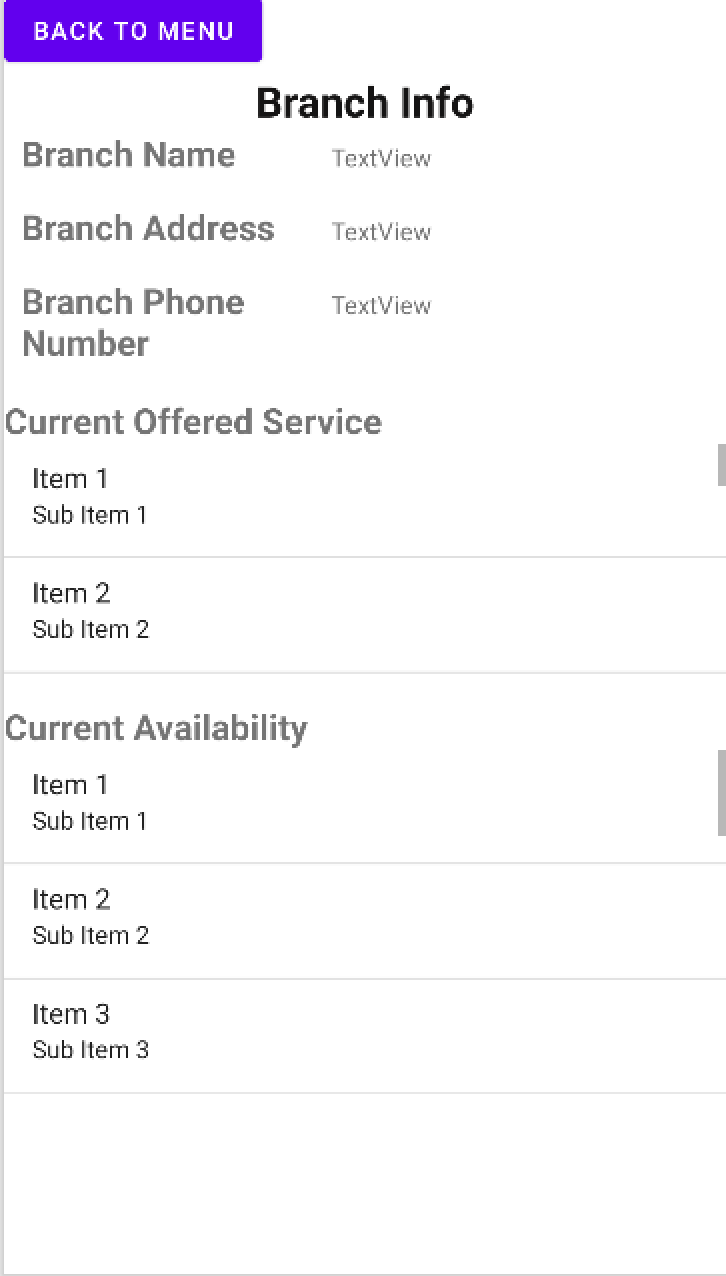 BACK TO MENU
Branch Info
Branch Name TextView
Branch Address TextView
Branch Phone TextView
Number
Current Offered Service
Item 1
Sub Item 1
Item 2
Sub Item 2
Current Availability
Item 1
Sub Item 1
Item 2
Sub Item 2
Item 3
Sub Item 3